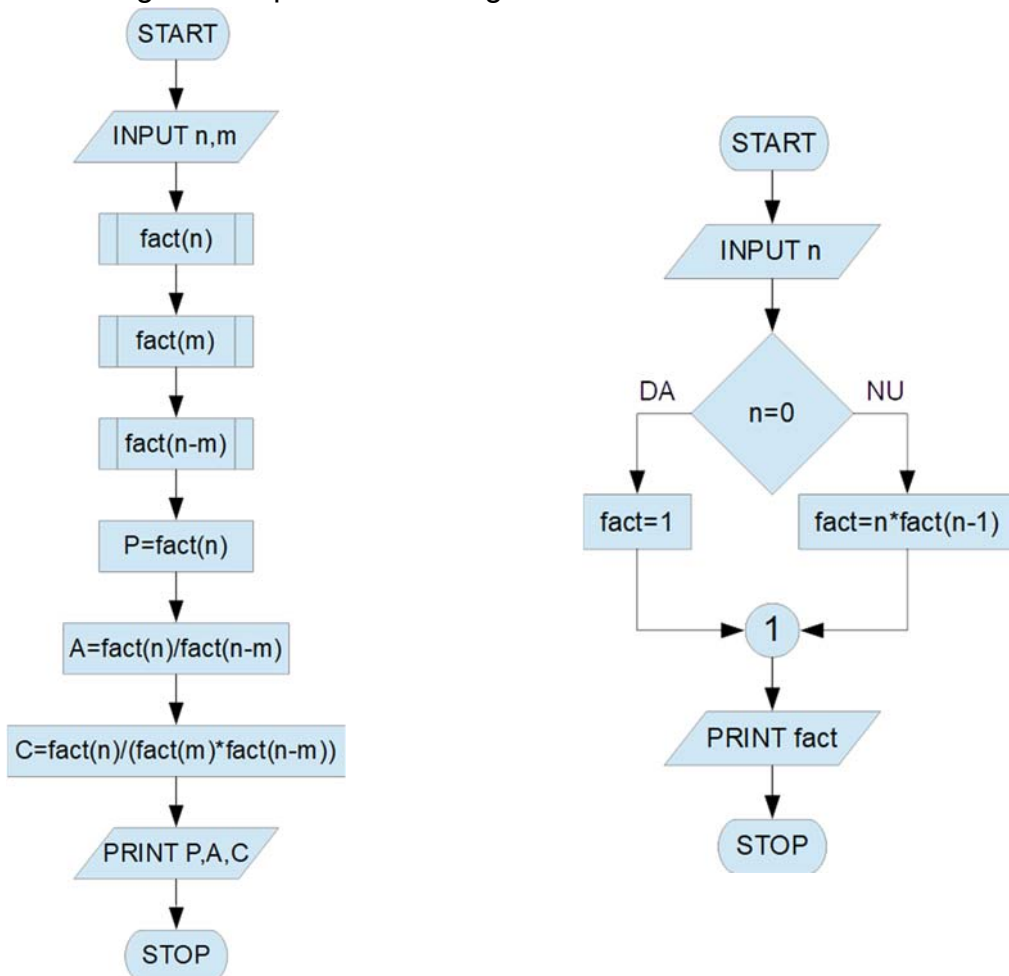 START
INPUT n,m
fact(n)
fact(m)
fact(n-m)
P=fact(n)
A=fact(n)/fact(n-m)
C=fact(n)/(fact(m)*fact(n-m))
PRINT P,A,C
STOP
START
INPUT n
n=0
DA
NU
fact=1
fact=n*fact(n-1)
1
PRINT fact
STOP